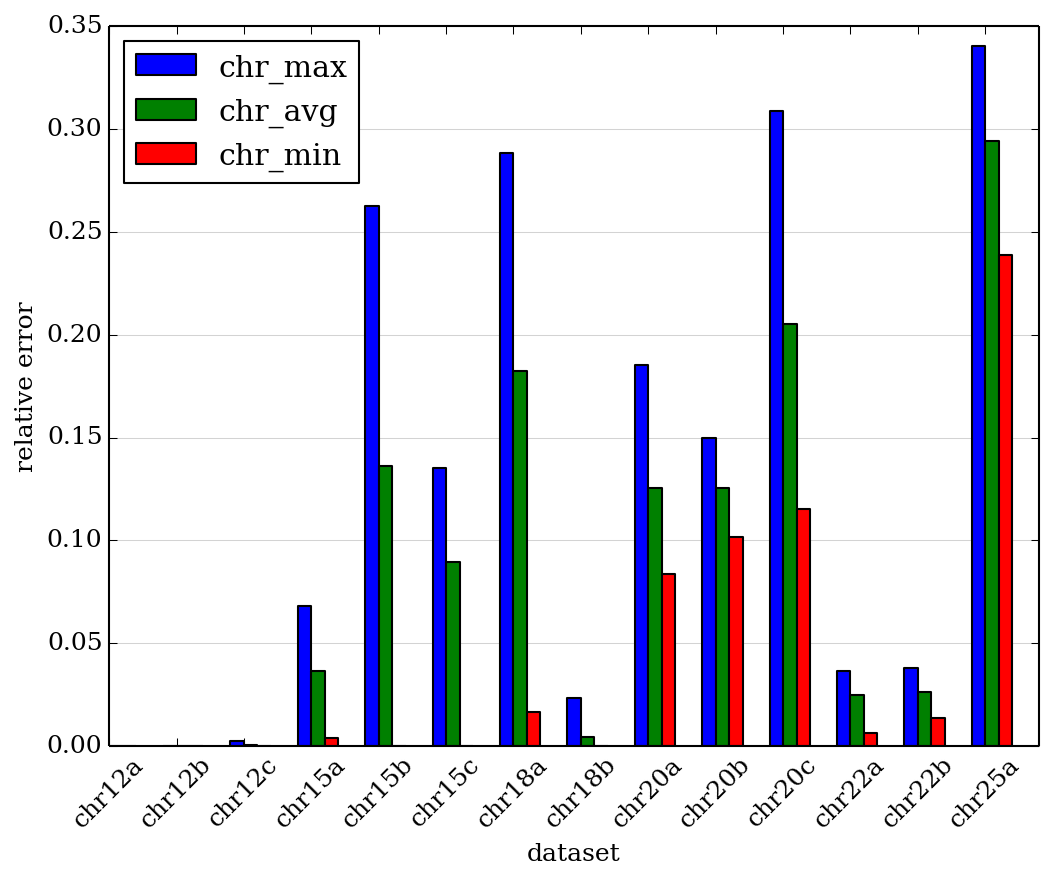 0.35
0.30
0.25
0.20
0.15
0.10
0.05
0.00
relative error
chr_max
chr_avg
chr_min
chr12a
chr12b
chr12c
chr15a
chr15b
chr15c
chr18a
chr18b
chr20a
chr20b
chr20c
chr22a
chr22b
chr25a
dataset